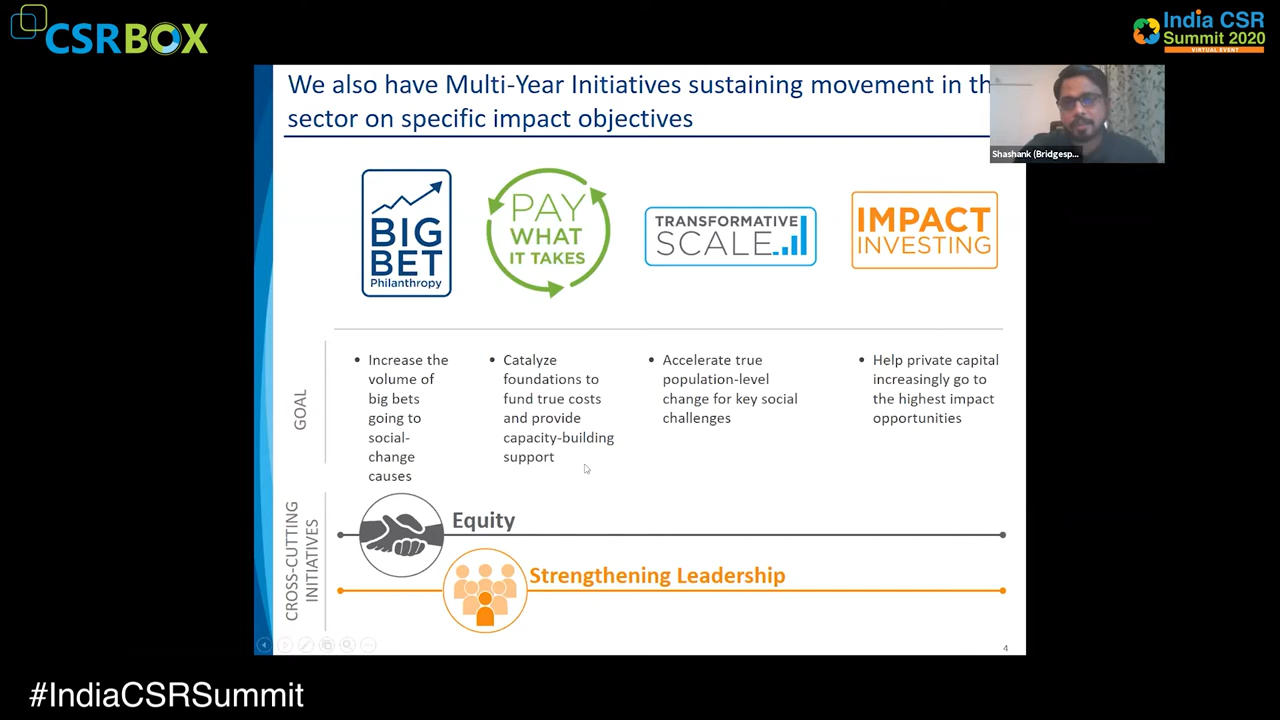 CSRBOX
India CSR
Summit 2020
VIRTUAL EVENT
We also have Multi-Year Initiatives sustaining movement in th
sector on specific impact objectives
Shashank (Bridgesp...
BIG
BET
Philanthropy
PAY
WHAT
IT TAKES
TRANSFORMATIVE
SCALE
IMPACT
INVESTING
GOAL
• Increase the
volume of
big bets
going to
social-
change
causes
• Catalyze
foundations to
fund true costs
and provide
capacity-building
support
• Accelerate true
population-level
change for key social
challenges
• Help private capital
increasingly go to
the highest impact
opportunities
CROSS-CUTTING
INITIATIVES
Equity
Strengthening Leadership
4
#IndiaCSRSummit